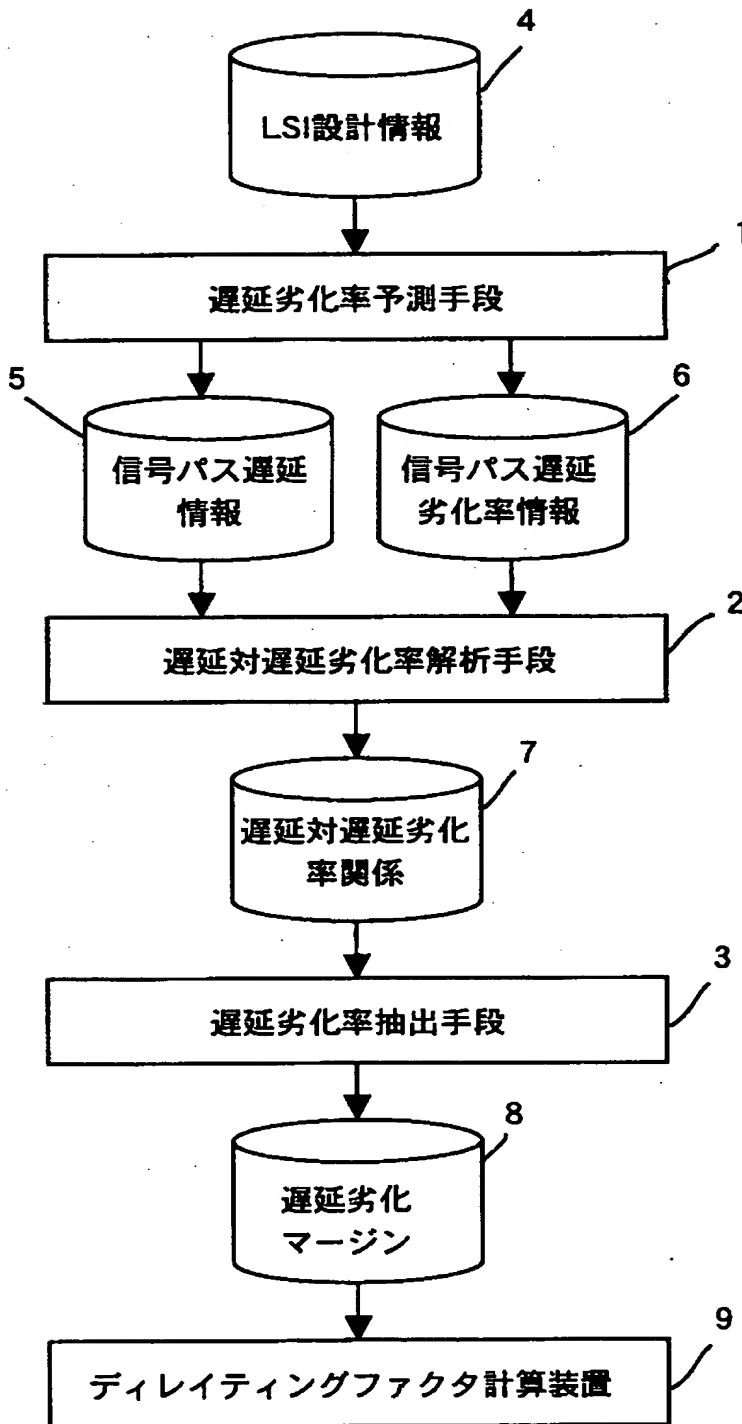 4
LSI設計情報
1
遅延劣化率予測手段
5
6
信号パス遅延
情報
信号パス遅延
劣化率情報
2
遅延対遅延劣化率解析手段
7
遅延対遅延劣化
率関係
3
遅延劣化率抽出手段
8
遅延劣化
マージン
9
ディレイティングファクタ計算装置